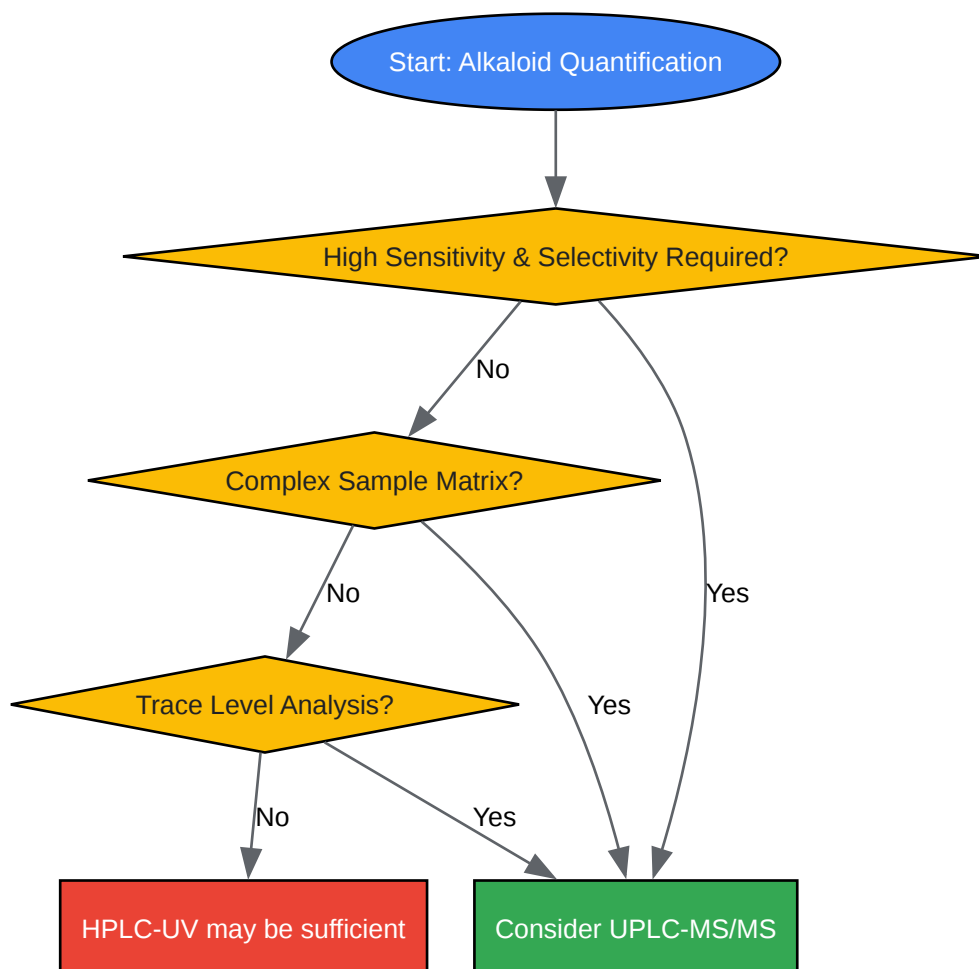 Start: Alkaloid Quantification
High Sensitivity & Selectivity Required?
No
Complex Sample Matrix?
No
Yes
Yes
Trace Level Analysis?
No
Yes
HPLC-UV may be sufficient
Consider UPLC-MS/MS